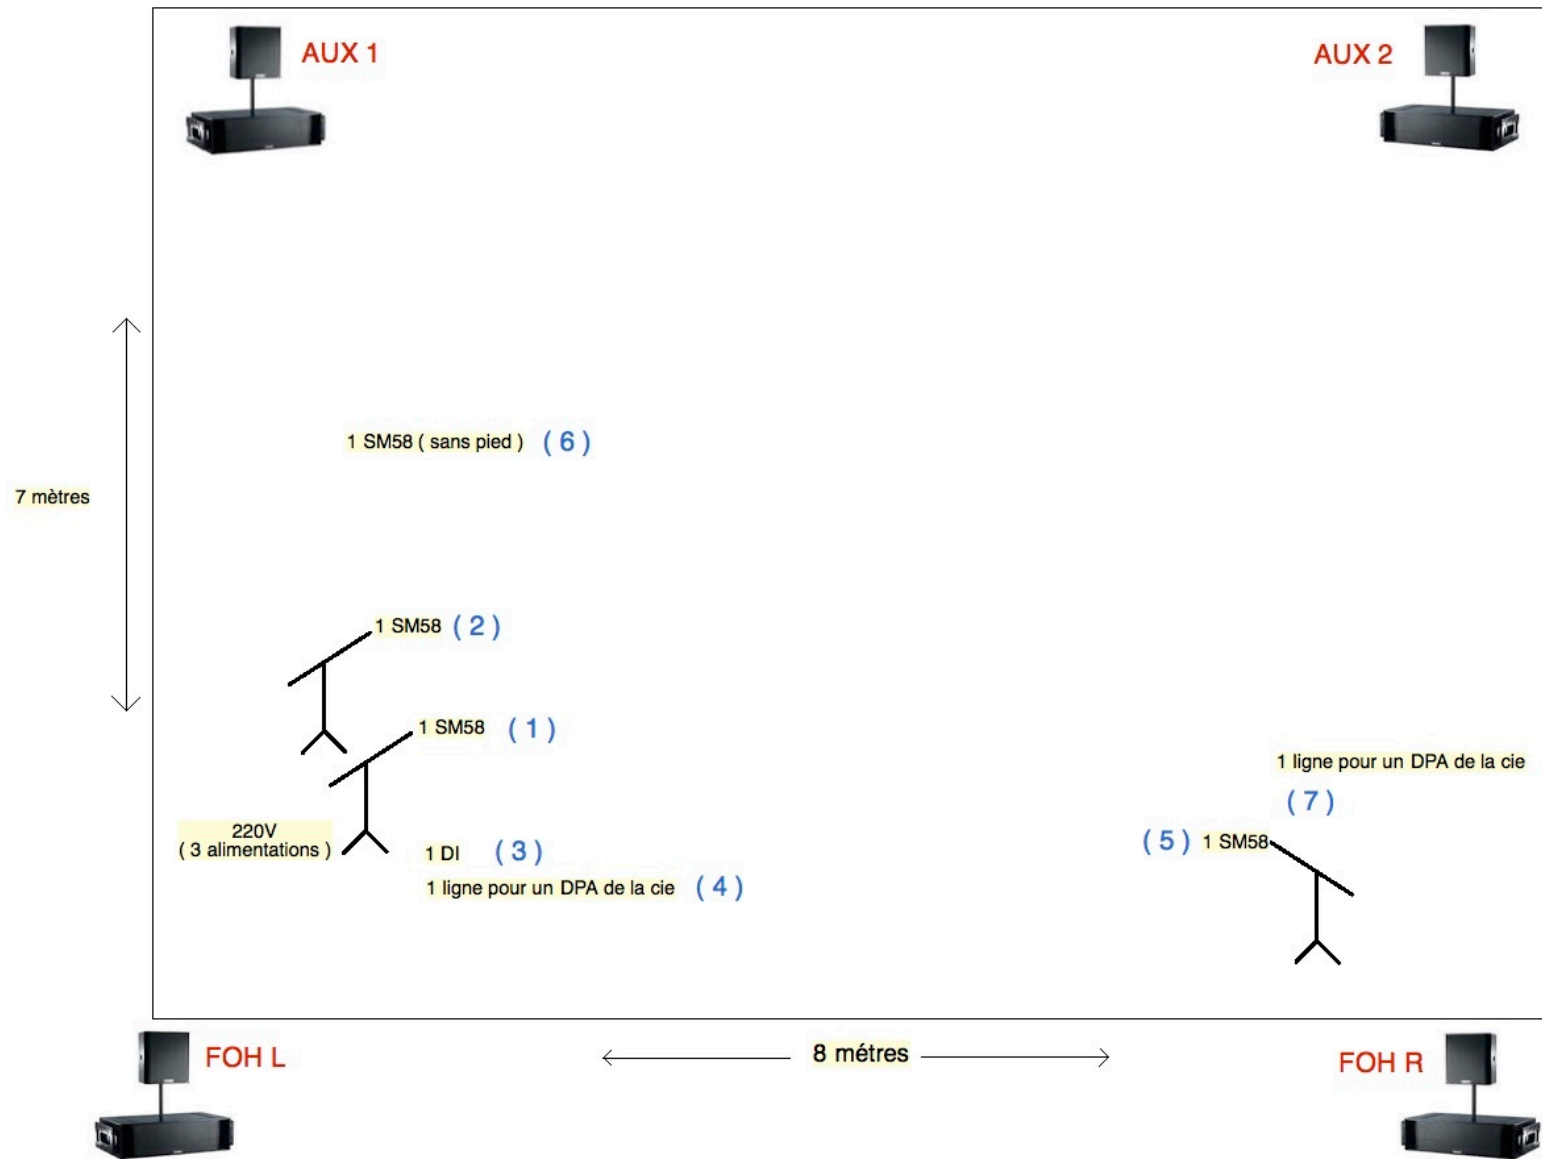 AUX 1
AUX 2
1 SM58 ( sans pied ) ( 6 )
7 mètres
1 SM58 ( 2 )
1 SM58 ( 1 )
1 ligne pour un DPA de la cie
( 7 )
220V
( 3 alimentations )
( 5 ) 1 SM58
1 DI ( 3 )
1 ligne pour un DPA de la cie ( 4 )
FOH L
8 métres
FOH R